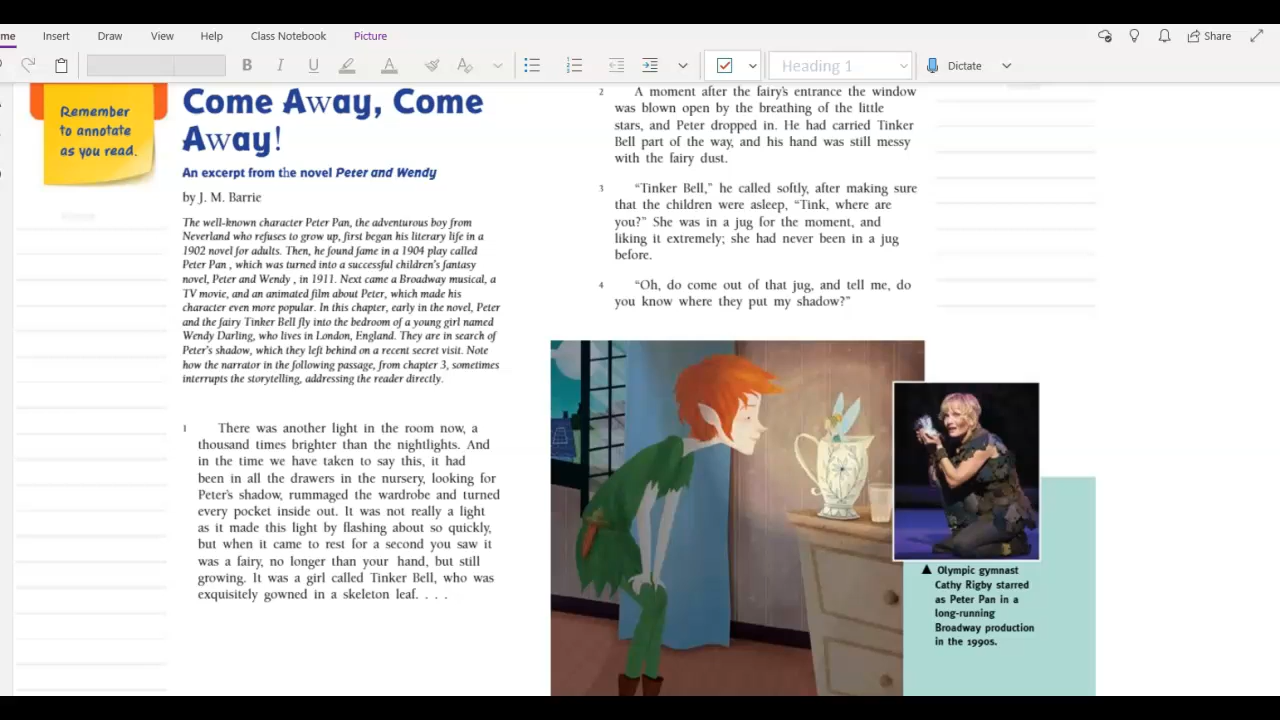 me Insert Draw View Help Class Notebook Picture Share
B I U Heading 1 Dictate
Remember
to annotate
as you read.
Come Away, Come
Away!
An excerpt from the novel Peter and Wendy
by J. M. Barrie
The well-known character Peter Pan, the adventurous boy from
Neverland who refuses to grow up, first began his literary life in a
1902 novel for adults. Then, he found fame in a 1904 play called
Peter Pan , which was turned into a successful children's fantasy
novel, Peter and Wendy , in 1911. Next came a Broadway musical, a
TV movie, and an animated film about Peter, which made his
character even more popular. In this chapter, early in the novel, Peter
and the fairy Tinker Bell fly into the bedroom of a young girl named
Wendy Darling, who lives in London, England. They are in search of
Peter's shadow, which they left behind on a recent secret visit. Note
how the narrator in the following passage, from chapter 3, sometimes
interrupts the storytelling, addressing the reader directly.
1 There was another light in the room now, a
thousand times brighter than the nightlights. And
in the time we have taken to say this, it had
been in all the drawers in the nursery, looking for
Peter's shadow, rummaged the wardrobe and turned
every pocket inside out. It was not really a light
as it made this light by flashing about so quickly,
but when it came to rest for a second you saw it
was a fairy, no longer than your hand, but still
growing. It was a girl called Tinker Bell, who was
exquisitely gowned in a skeleton leaf. . . .
2 A moment after the fairy's entrance the window
was blown open by the breathing of the little
stars, and Peter dropped in. He had carried Tinker
Bell part of the way, and his hand was still messy
with the fairy dust.
3 "Tinker Bell," he called softly, after making sure
that the children were asleep, "Tink, where are
you?" She was in a jug for the moment, and
liking it extremely; she had never been in a jug
before.
4 "Oh, do come out of that jug, and tell me, do
you know where they put my shadow?"
▲ Olympic gymnast
Cathy Rigby starred
as Peter Pan in a
long-running
Broadway production
in the 1990s.